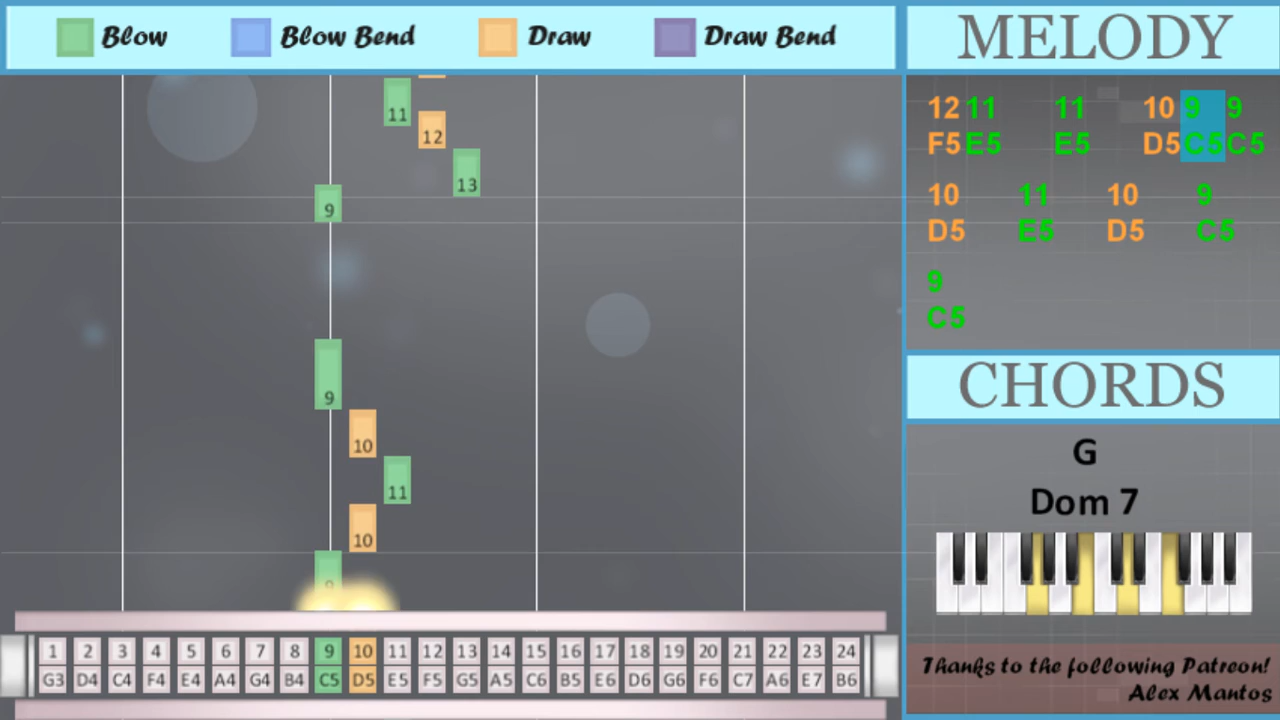 Blow Blow Bend Draw Draw Bend
MELODY
11
12
13
9
9
10
11
10
9
12 11 11 10 9 9
F5 E5 E5 D5 C5 C5
10 11 10 9
D5 E5 D5 C5
9
C5
CHORDS
G
Dom 7
1 2 3 4 5 6 7 8 9 10 11 12 13 14 15 16 17 18 19 20 21 22 23 24
G3 D4 C4 F4 E4 A4 G4 B4 C5 D5 E5 F5 G5 A5 C6 B5 E6 D6 G6 F6 C7 A6 E7 B6
Thanks to the following Patreon!
Alex Mantos